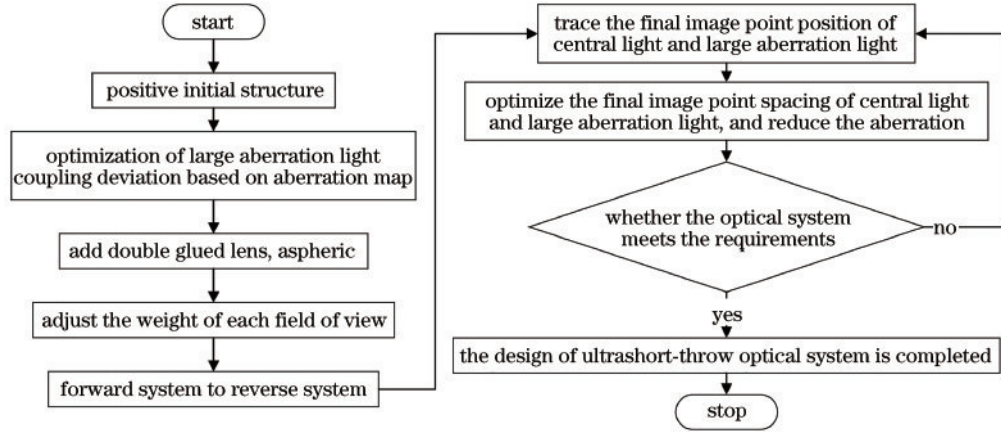 start
positive initial structure
optimization of large aberration light
coupling deviation based on aberration map
add double glued lens, aspheric
adjust the weight of each field of view
forward system to reverse system
trace the final image point position of
central light and large aberration light
optimize the final image point spacing of central light
and large aberration light, and reduce the aberration
whether the optical system
meets the requirements
no
yes
the design of ultrashort-throw optical system is completed
stop